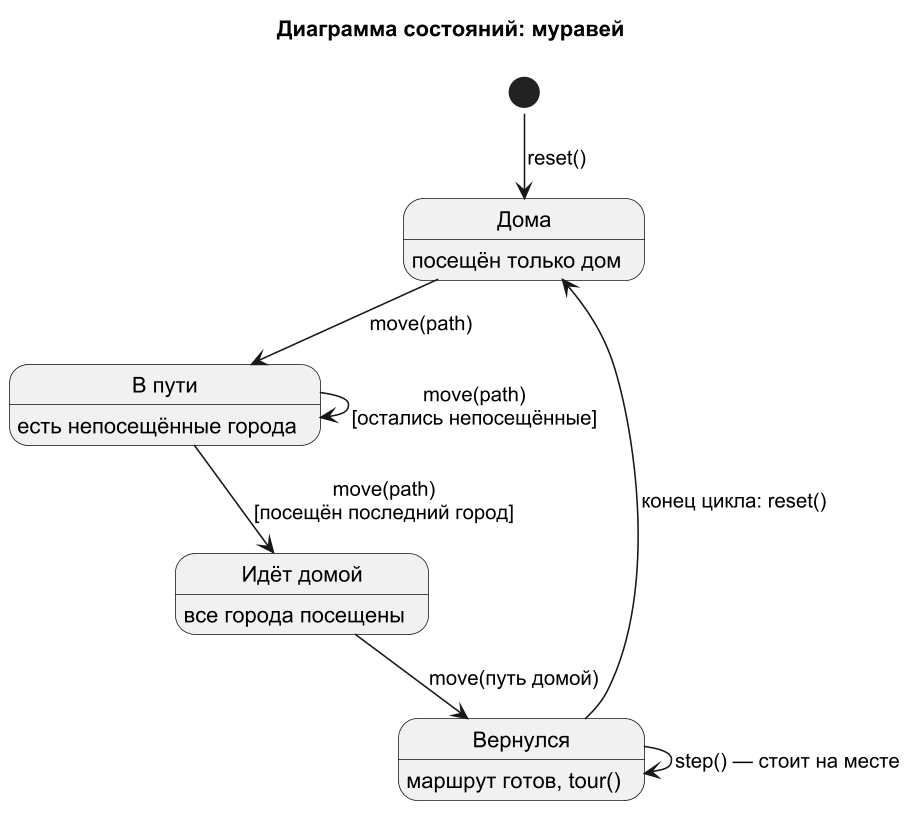 Диаграмма состояний: муравей
reset()
Дома
посещён только дом
move(path)
В пути
есть непосещённые города
move(path)
[остались непосещённые]
move(path)
[посещён последний город]
конец цикла: reset()
Идёт домой
все города посещены
move(путь домой)
Вернулся
маршрут готов, tour()
step() — стоит на месте